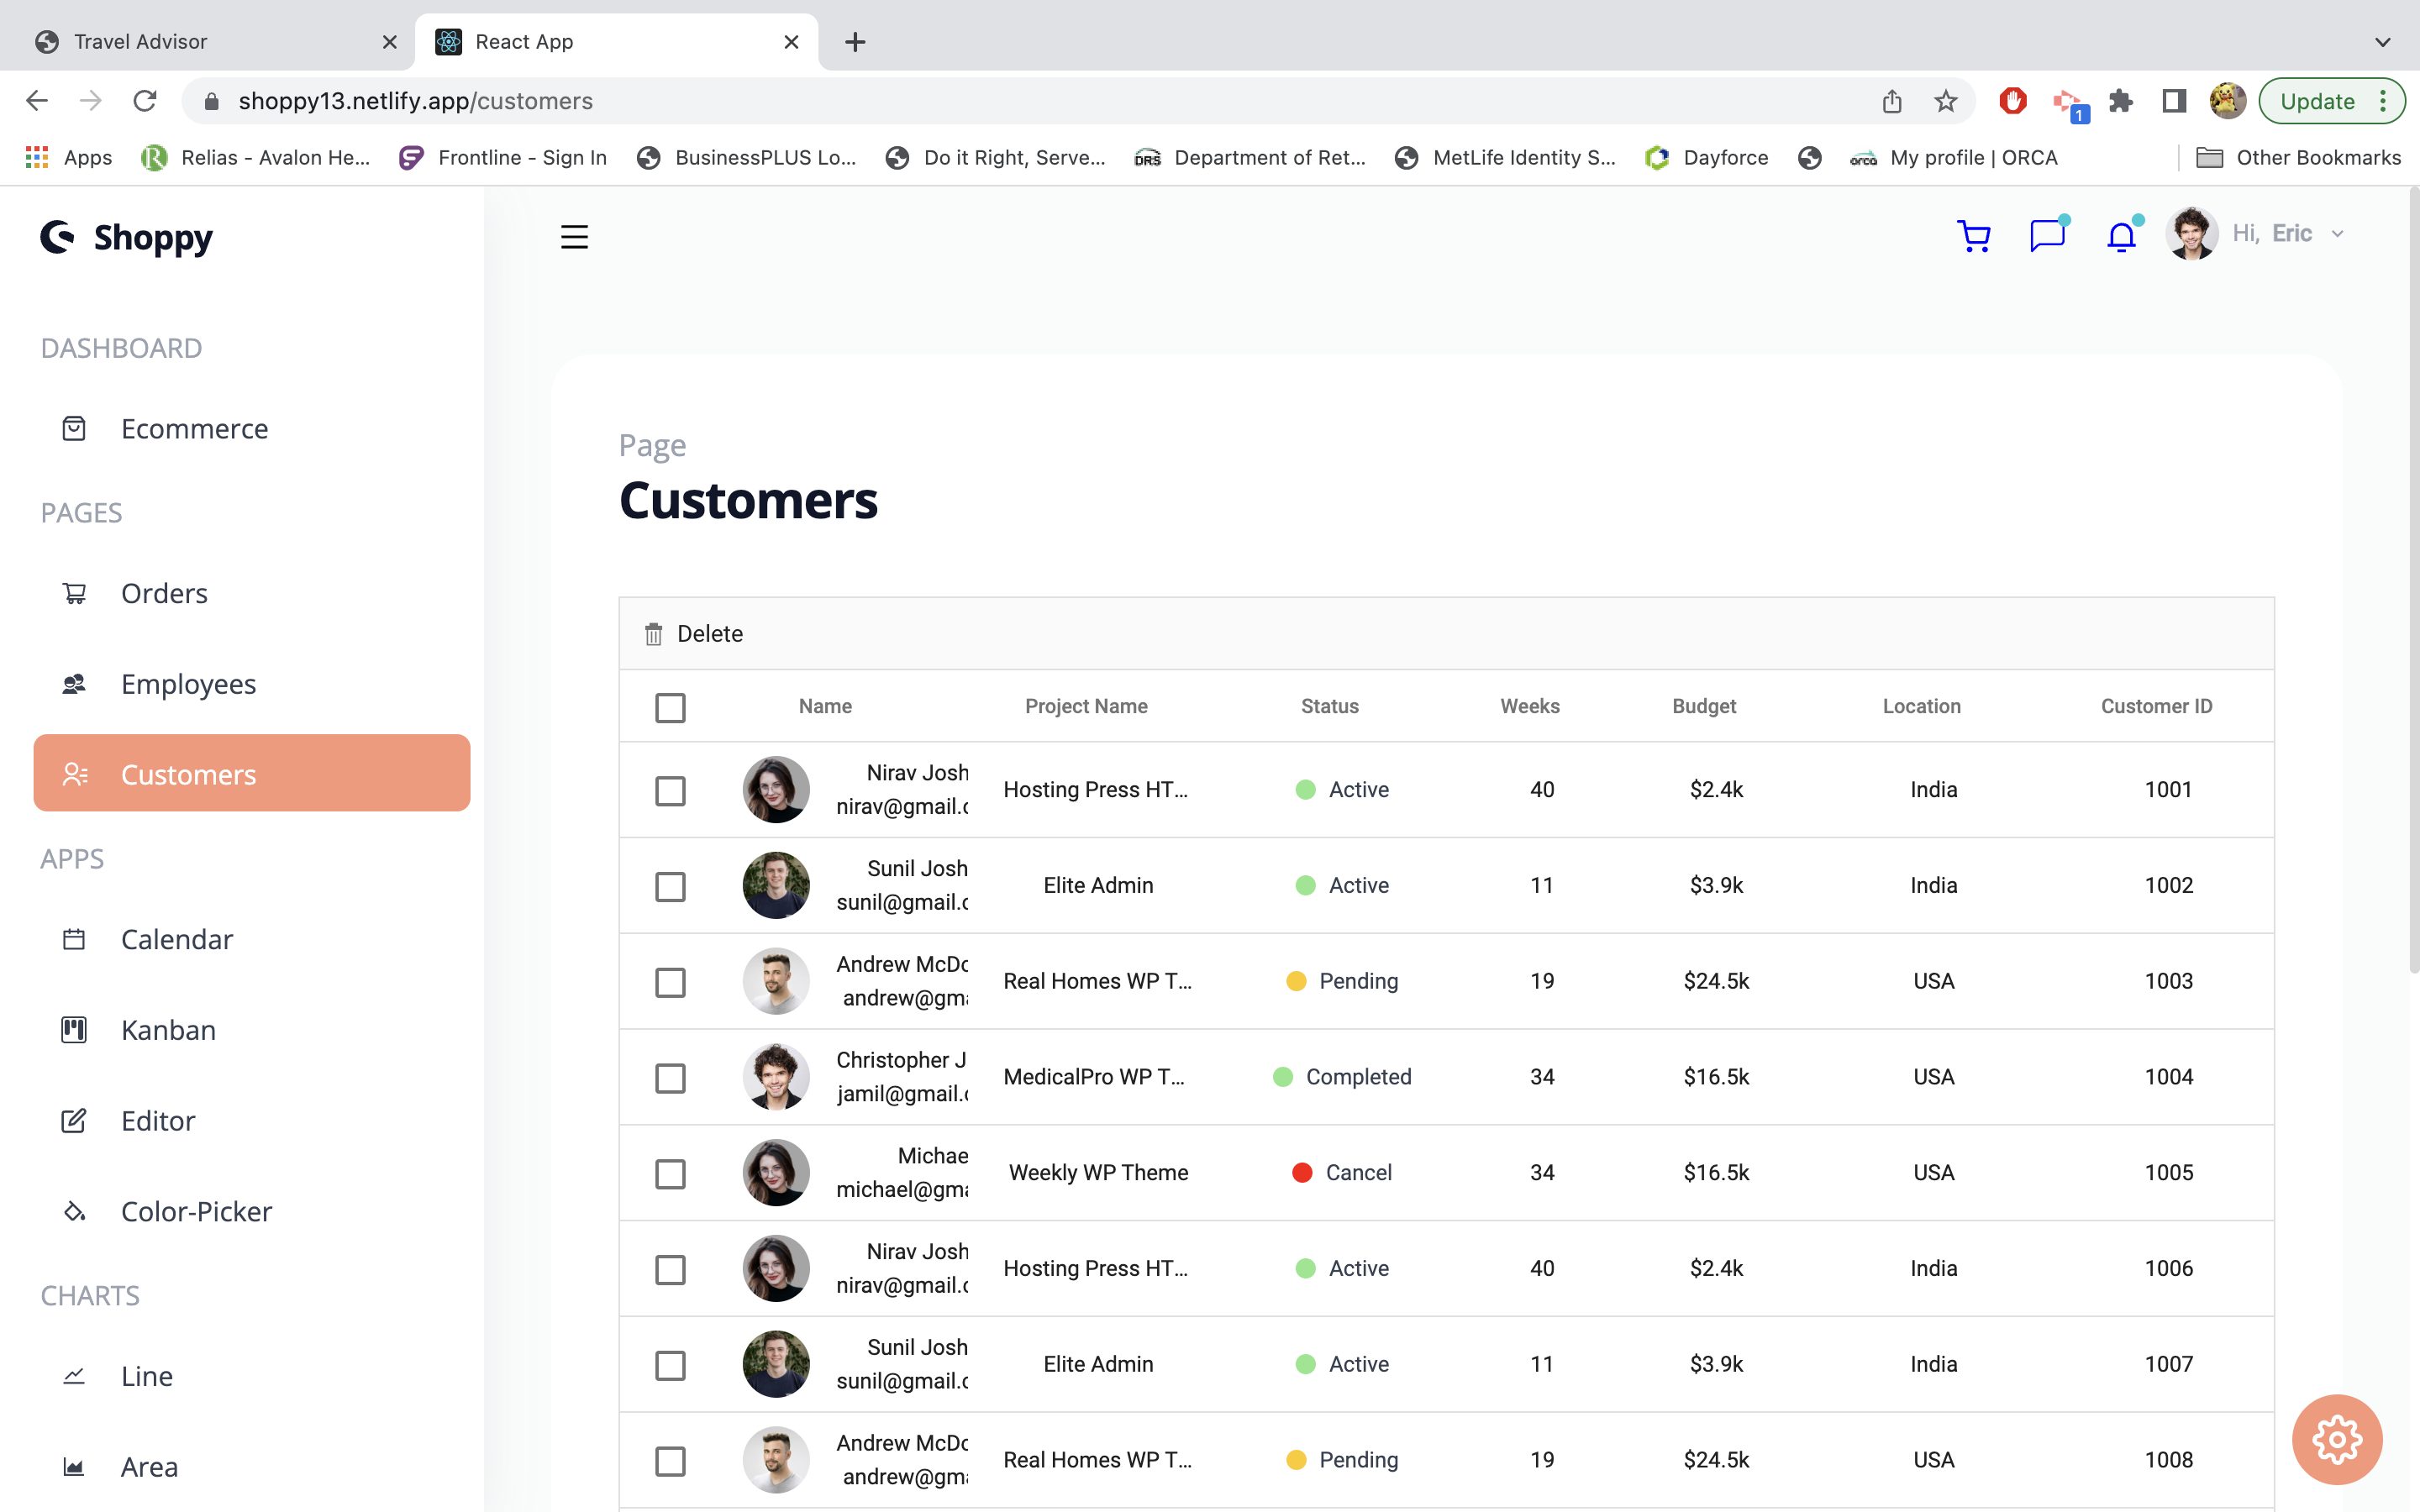 Travel Advisor
React App
shoppy13.netlify.app/customers
1
Update
Apps
Relias - Avalon He...
Frontline - Sign In
BusinessPLUS Lo...
Do it Right, Serve...
DRS
Department of Ret...
MetLife Identity S...
Dayforce
orca
My profile | ORCA
Other Bookmarks
Shoppy
Hi, Eric
DASHBOARD
Ecommerce
PAGES
Orders
Employees
Customers
APPS
Calendar
Kanban
Editor
Color-Picker
CHARTS
Line
Area
Page
Customers
Delete
Name Project Name Status Weeks Budget Location Customer ID
Nirav Josh
nirav@gmail.c
Hosting Press HT... Active 40 $2.4k India 1001
Sunil Josh
sunil@gmail.c
Elite Admin Active 11 $3.9k India 1002
Andrew McDo
andrew@gma
Real Homes WP T... Pending 19 $24.5k USA 1003
Christopher J
jamil@gmail.c
MedicalPro WP T... Completed 34 $16.5k USA 1004
Michae
michael@gma
Weekly WP Theme Cancel 34 $16.5k USA 1005
Nirav Josh
nirav@gmail.c
Hosting Press HT... Active 40 $2.4k India 1006
Sunil Josh
sunil@gmail.c
Elite Admin Active 11 $3.9k India 1007
Andrew McDo
andrew@gma
Real Homes WP T... Pending 19 $24.5k USA 1008